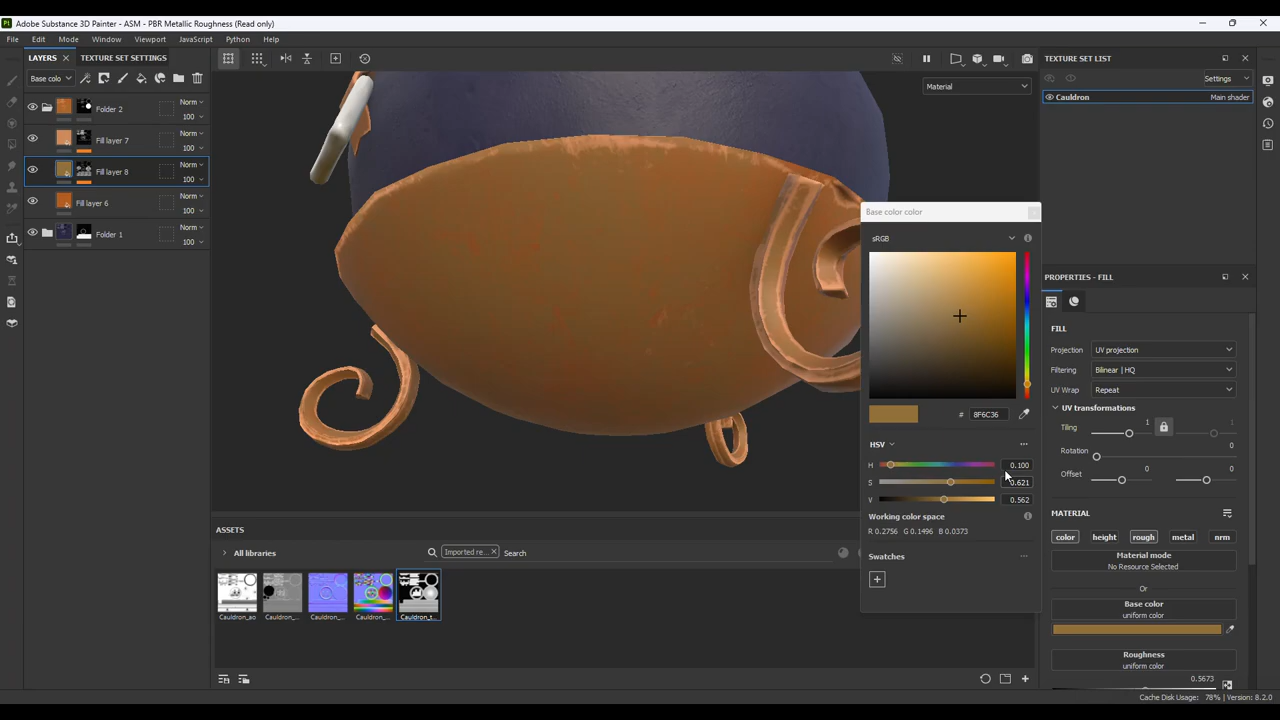 Pt Adobe Substance 3D Painter - ASM - PBR Metallic Roughness (Read only)
File Edit Mode Window Viewport JavaScript Python Help
LAYERS TEXTURE SET SETTINGS
Base colo
Folder 2 Norm 100
Fill layer 7 Norm 100
Fill layer 8 Norm 100
Fill layer 6 Norm 100
Folder 1 Norm 100
Material
TEXTURE SET LIST
Settings
Cauldron Main shader
Base color color
sRGB
# 8F6C36
HSV
H 0.100
S 0.621
V 0.562
Working color space
R 0.2756 G 0.1496 B 0.0373
Swatches
PROPERTIES - FILL
FILL
Projection UV projection
Filtering Bilinear | HQ
UV Wrap Repeat
UV transformations
Tiling 1 1
Rotation 0
Offset 0 0
MATERIAL
color height rough metal nrm
Material mode
No Resource Selected
Or
Base color
uniform color
Roughness
uniform color
0.5673
ASSETS
All libraries Imported re... Search
Cauldron_ao Cauldron_... Cauldron_... Cauldron_... Cauldron_t...
Cache Disk Usage: 78% | Version: 8.2.0